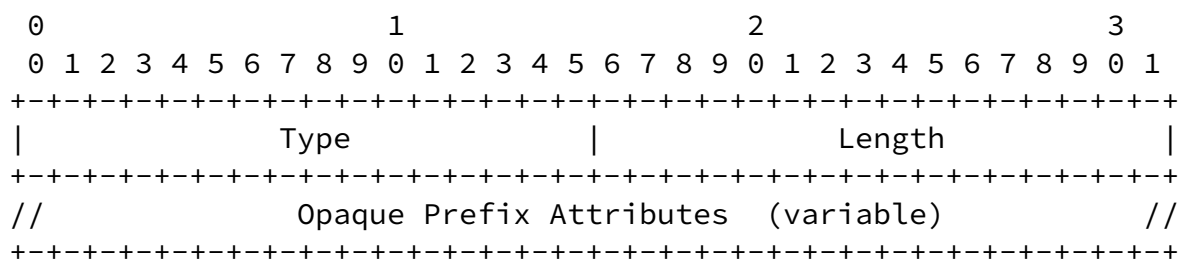 0                   1                   2                   3
 0 1 2 3 4 5 6 7 8 9 0 1 2 3 4 5 6 7 8 9 0 1 2 3 4 5 6 7 8 9 0 1
+-+-+-+-+-+-+-+-+-+-+-+-+-+-+-+-+-+-+-+-+-+-+-+-+-+-+-+-+-+-+-+-+
|              Type             |             Length            |
+-+-+-+-+-+-+-+-+-+-+-+-+-+-+-+-+-+-+-+-+-+-+-+-+-+-+-+-+-+-+-+-+
//              Opaque Prefix Attributes  (variable)           //
+-+-+-+-+-+-+-+-+-+-+-+-+-+-+-+-+-+-+-+-+-+-+-+-+-+-+-+-+-+-+-+-+